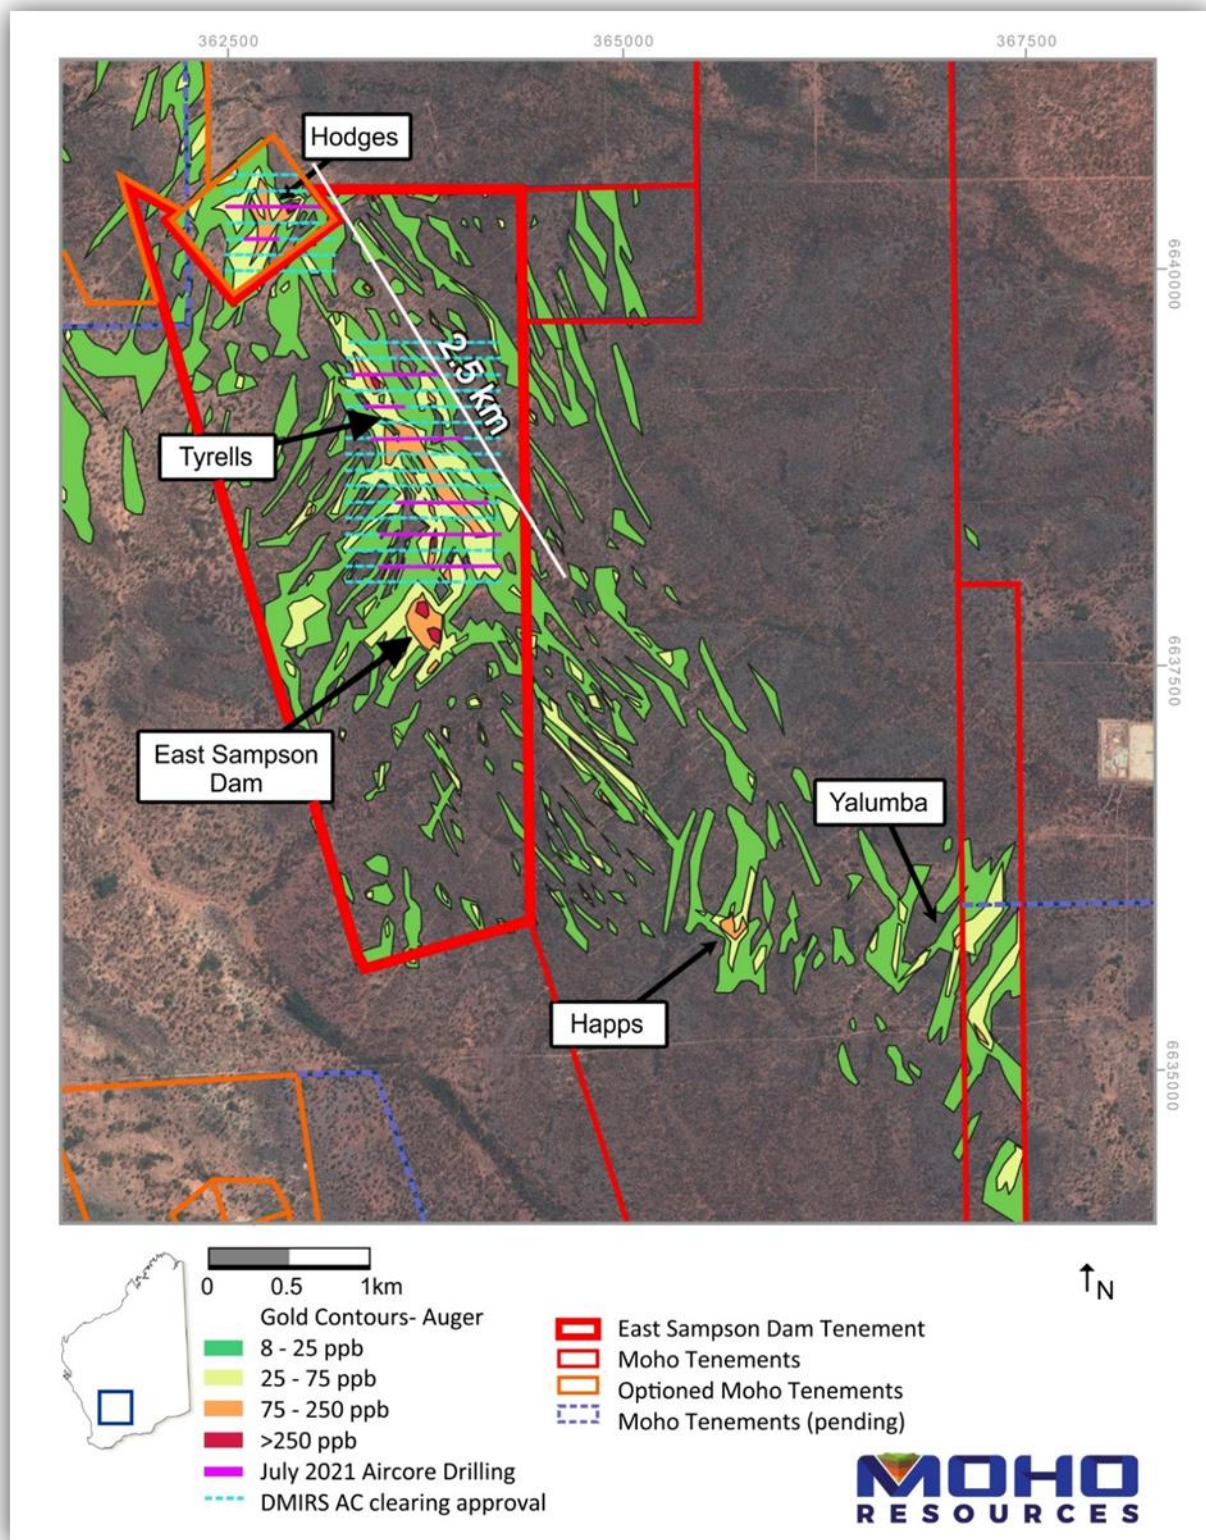 362500
365000
367500
Hodges
6640000
2.5 km
Tyrells
6637500
East Sampson
Dam
Yalumba
Happs
6635000
0 0.5 1km
↑N
Gold Contours- Auger
8 - 25 ppb
25 - 75 ppb
75 - 250 ppb
>250 ppb
July 2021 Aircore Drilling
DMIRS AC clearing approval
East Sampson Dam Tenement
Moho Tenements
Optioned Moho Tenements
Moho Tenements (pending)
MOHO
RESOURCES